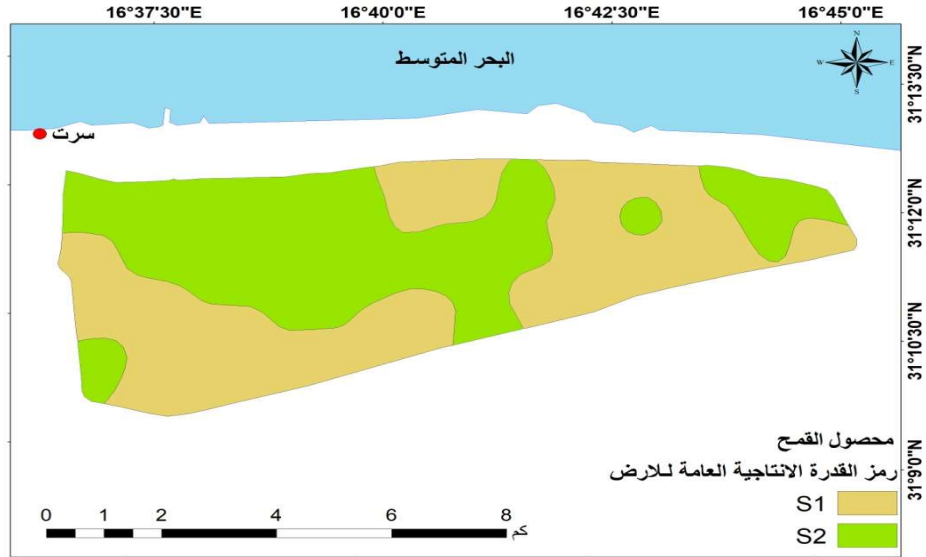 16°37'30"E 16°40'0"E 16°42'30"E 16°45'0"E
البحر المتوسط
N
W E
S
31°13'30"N
سرت
31°12'0"N
31°10'30"N
محصول القمح
رمز القدرة الانتاجية العامة للارض
31°9'0"N
S1
S2
0 1 2 4 6 8
كم